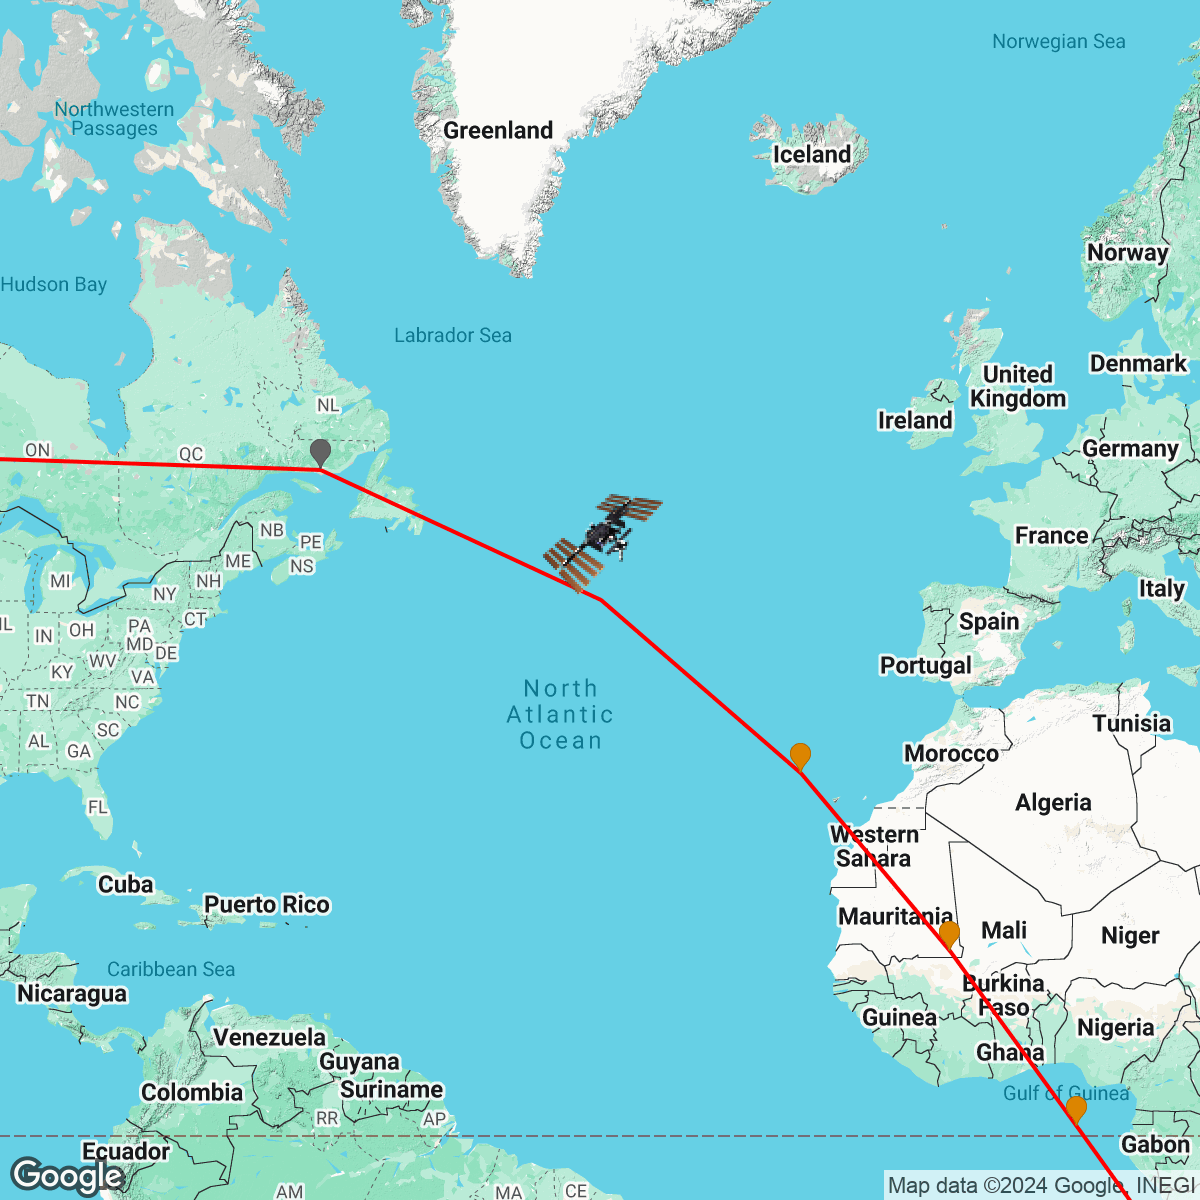 Norwegian Sea
Northwestern
Passages
Greenland
Iceland
Norway
Hudson Bay
Labrador Sea
Denmark
United
Kingdom
NL
Ireland
Germany
ON
QC
NB
PE
NS
ME
France
MI
NH
NY
CT
Italy
IL
IN
OH
PA
MD
DE
WV
KY
VA
Spain
Portugal
TN
NC
SC
AL
GA
North
Atlantic
Ocean
Tunisia
Morocco
FL
Algeria
Western
Sahara
Cuba
Puerto Rico
Mauritania
Mali
Niger
Caribbean Sea
Nicaragua
Burkina
Faso
Guinea
Nigeria
Venezuela
Guyana
Suriname
Ghana
Colombia
Gulf of Guinea
RR
AP
Ecuador
Gabon
Google
AM
MA
CE
Map data ©2024 Google, INEGI